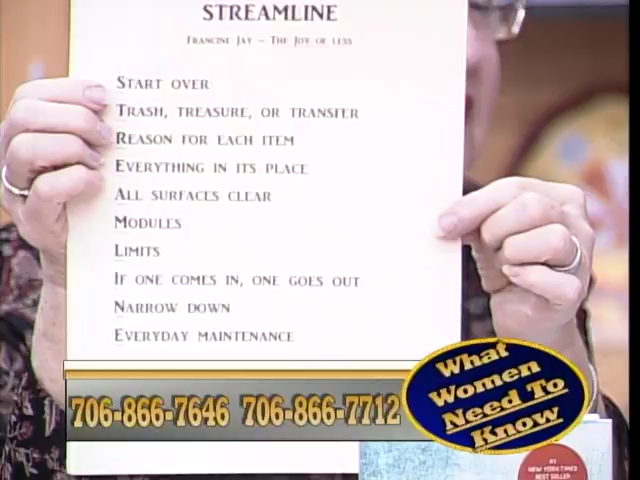 STREAMLINE
FRANCINE JAY – THE JOY OF LESS
START OVER
TRASH, TREASURE, OR TRANSFER
REASON FOR EACH ITEM
EVERYTHING IN ITS PLACE
ALL SURFACES CLEAR
MODULES
LIMITS
IF ONE COMES IN, ONE GOES OUT
NARROW DOWN
EVERYDAY MAINTENANCE
706-866-7646 706-866-7712
What
Women
Need To
Know
#1
NEW YORK TIMES
BEST SELLER